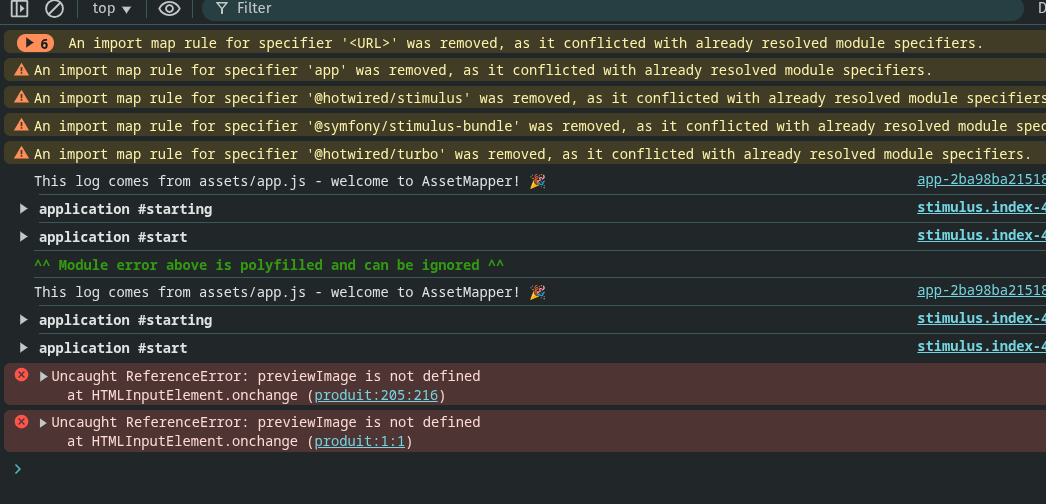 top Filter D
6 An import map rule for specifier '<URL>' was removed, as it conflicted with already resolved module specifiers.
An import map rule for specifier 'app' was removed, as it conflicted with already resolved module specifiers.
An import map rule for specifier '@hotwired/stimulus' was removed, as it conflicted with already resolved module specifiers
An import map rule for specifier '@symfony/stimulus-bundle' was removed, as it conflicted with already resolved module spec
An import map rule for specifier '@hotwired/turbo' was removed, as it conflicted with already resolved module specifiers.
This log comes from assets/app.js - welcome to AssetMapper! 🎉 app-2ba98ba21518
application #starting stimulus.index-4
application #start stimulus.index-4
^^ Module error above is polyfilled and can be ignored ^^
This log comes from assets/app.js - welcome to AssetMapper! 🎉 app-2ba98ba21518
application #starting stimulus.index-4
application #start stimulus.index-4
Uncaught ReferenceError: previewImage is not defined
at HTMLInputElement.onchange (produit:205:216)
Uncaught ReferenceError: previewImage is not defined
at HTMLInputElement.onchange (produit:1:1)